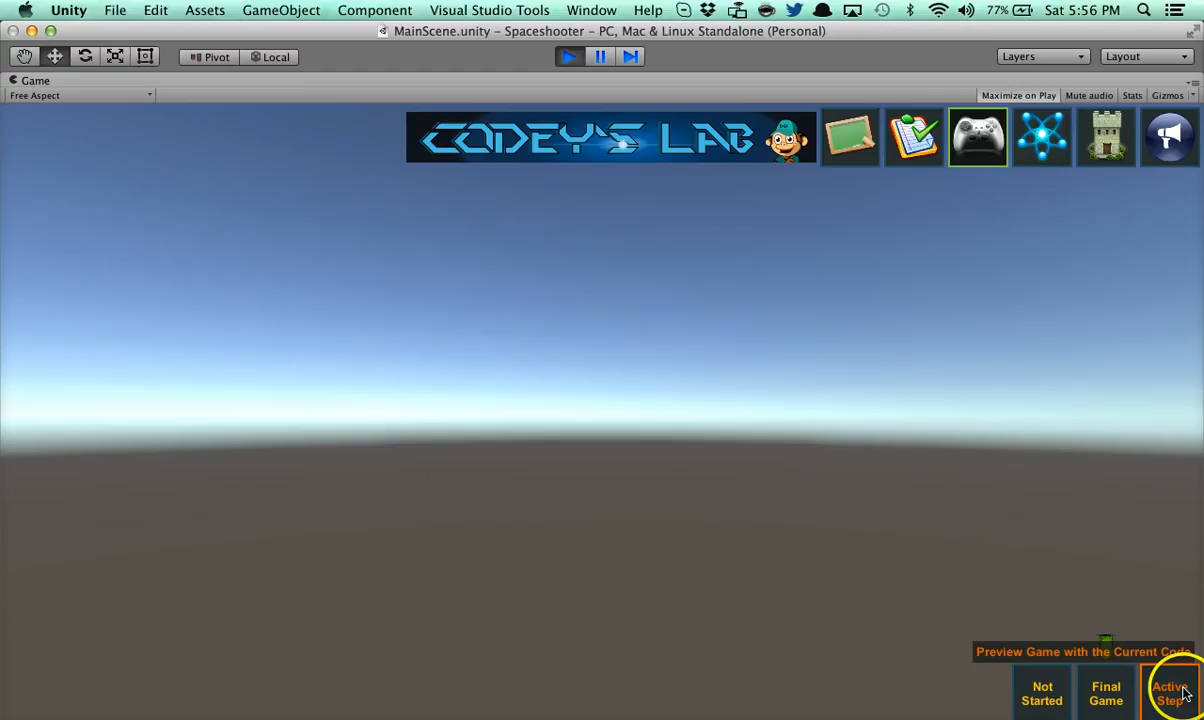 Unity File Edit Assets GameObject Component Visual Studio Tools Window Help 77% Sat 5:56 PM
MainScene.unity – Spaceshooter – PC, Mac & Linux Standalone (Personal)
Pivot Local Layers Layout
Game
Free Aspect Maximize on Play Mute audio Stats Gizmos
CODEY'S LAB
Preview Game with the Current Code
Not Started
Final Game
Active Step